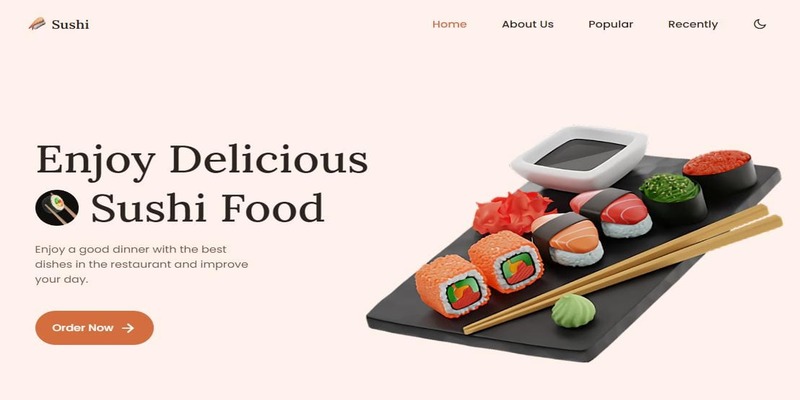 Sushi
Home
About Us
Popular
Recently
Enjoy Delicious
Sushi Food
Enjoy a good dinner with the best
dishes in the restaurant and improve
your day.
Order Now